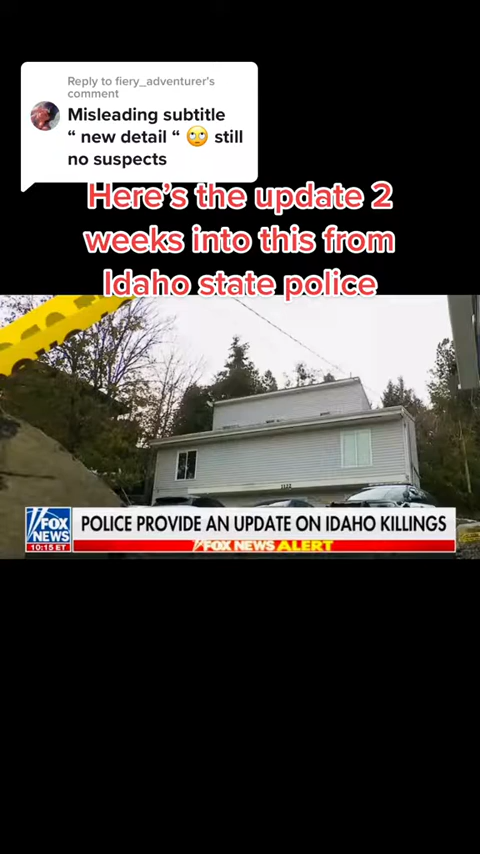 Reply to fiery_adventurer's
comment
Misleading subtitle
“ new detail “ 🙄 still
no suspects
Here's the update 2
weeks into this from
Idaho state police
1122
FOX
NEWS
10:15 ET
POLICE PROVIDE AN UPDATE ON IDAHO KILLINGS
FOX NEWS ALERT